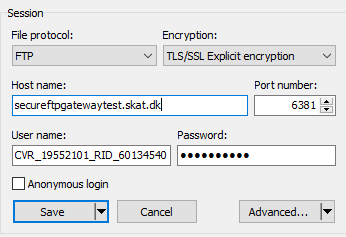 Session
File protocol: Encryption:
FTP TLS/SSL Explicit encryption
Host name: Port number:
secureftpgatewaytest.skat.dk 6381
User name: Password:
CVR_19552101_RID_60134540 ••••••••••
Anonymous login
Save Cancel Advanced...